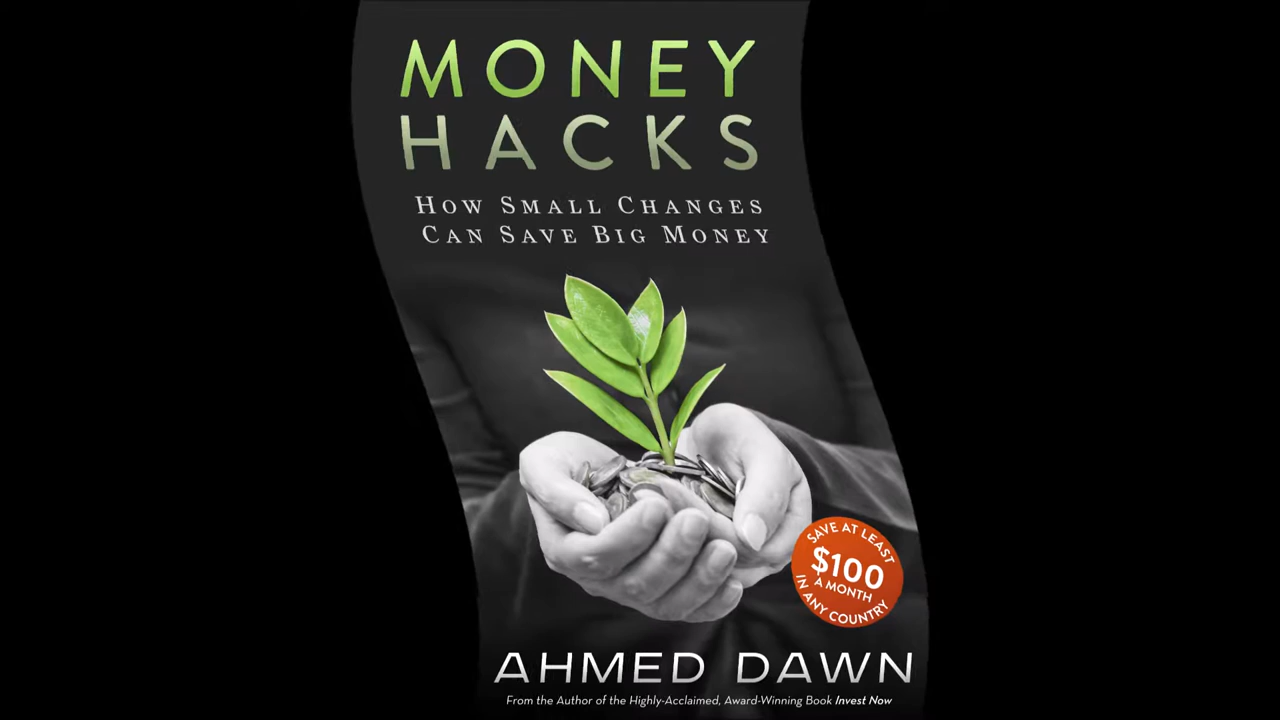 MONEY
HACKS
How Small Changes
Can Save Big Money
SAVE AT LEAST
$100
A MONTH
IN ANY COUNTRY
AHMED DAWN
From the Author of the Highly-Acclaimed, Award-Winning Book Invest Now